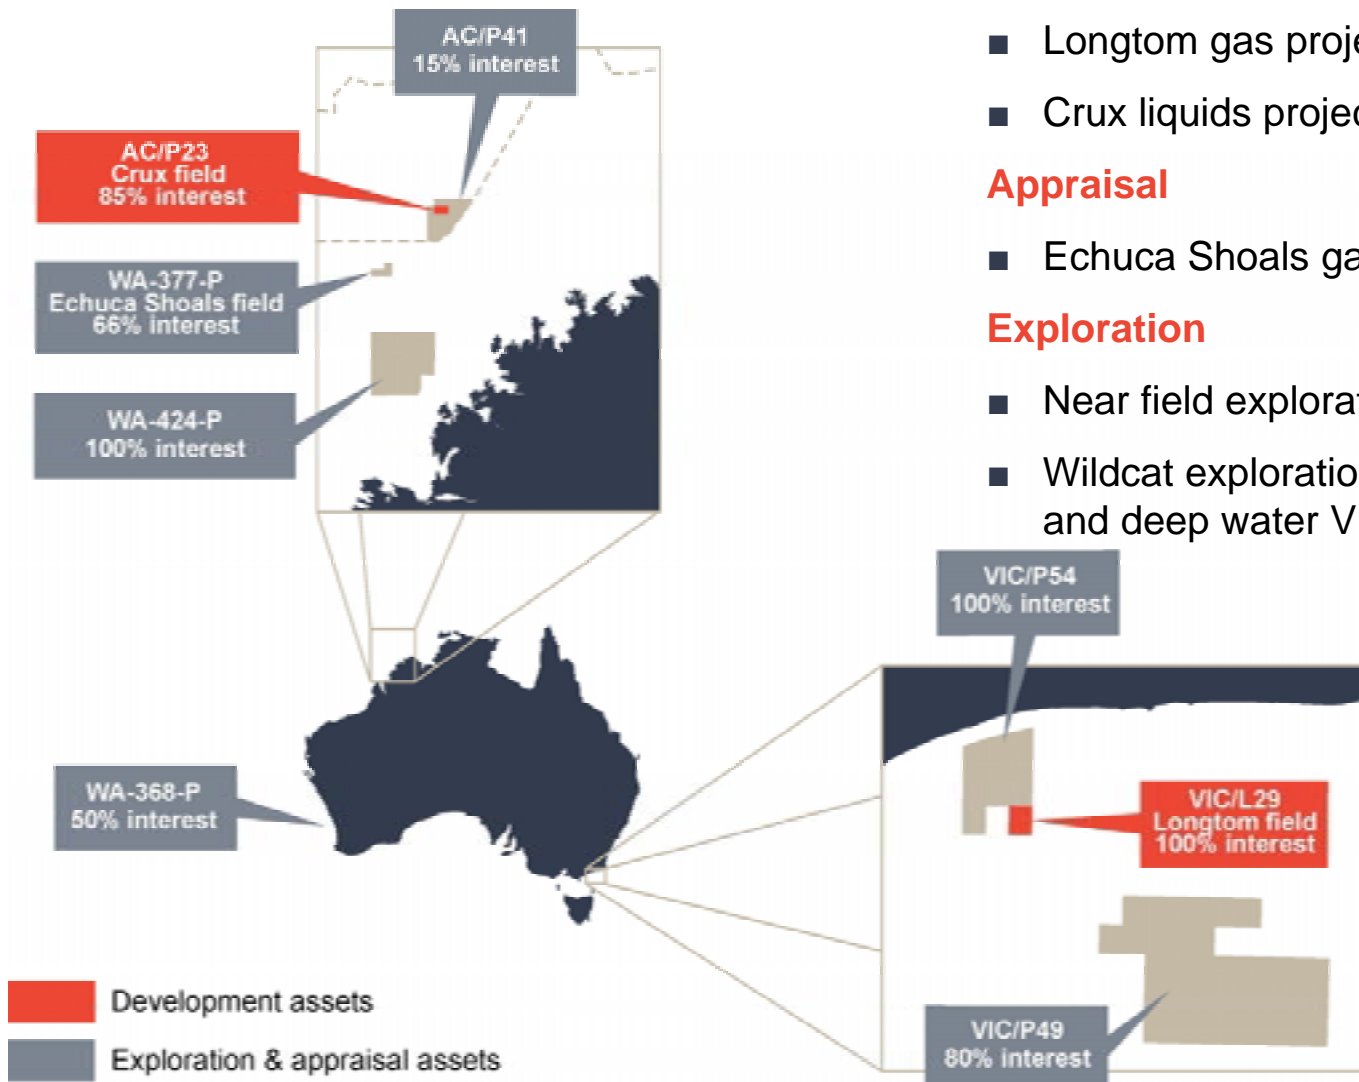 AC/P41
15% interest
AC/P23
Crux field
85% interest
WA-377-P
Echuca Shoals field
66% interest
WA-424-P
100% interest
WA-368-P
50% interest
■ Longtom gas proje
■ Crux liquids projec
Appraisal
■ Echuca Shoals ga
Exploration
■ Near field explorat
■ Wildcat exploratio
and deep water V
VIC/P54
100% interest
VIC/L29
Longtom field
100% interest
VIC/P49
80% interest
Development assets
Exploration & appraisal assets